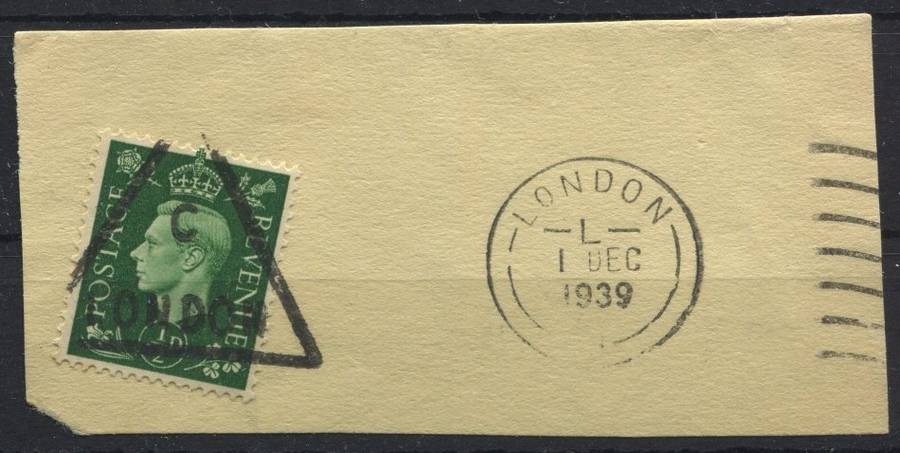 POSTAGE
REVENUE
½D
C
LONDON
LONDON
L
1 DEC
1939